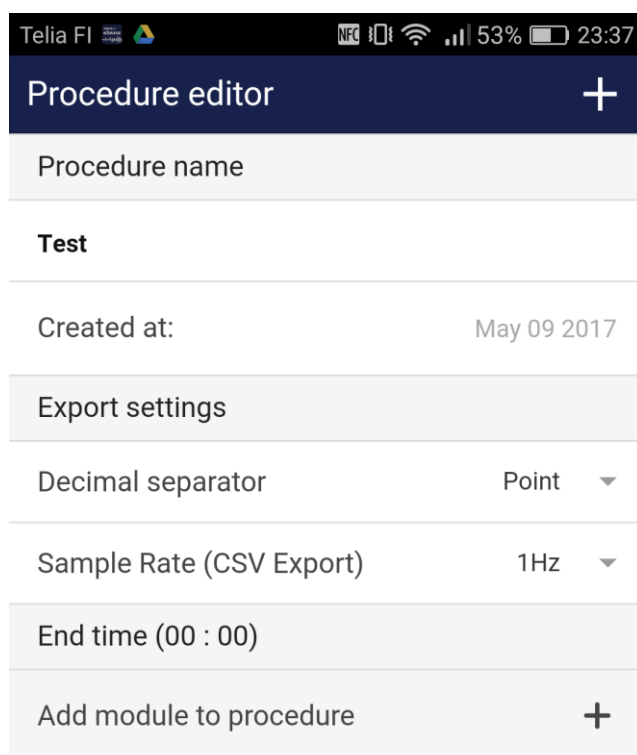 Telia FI NFC 53% 23:37
Procedure editor
Procedure name
Test
Created at: May 09 2017
Export settings
Decimal separator Point
Sample Rate (CSV Export) 1Hz
End time (00 : 00)
Add module to procedure